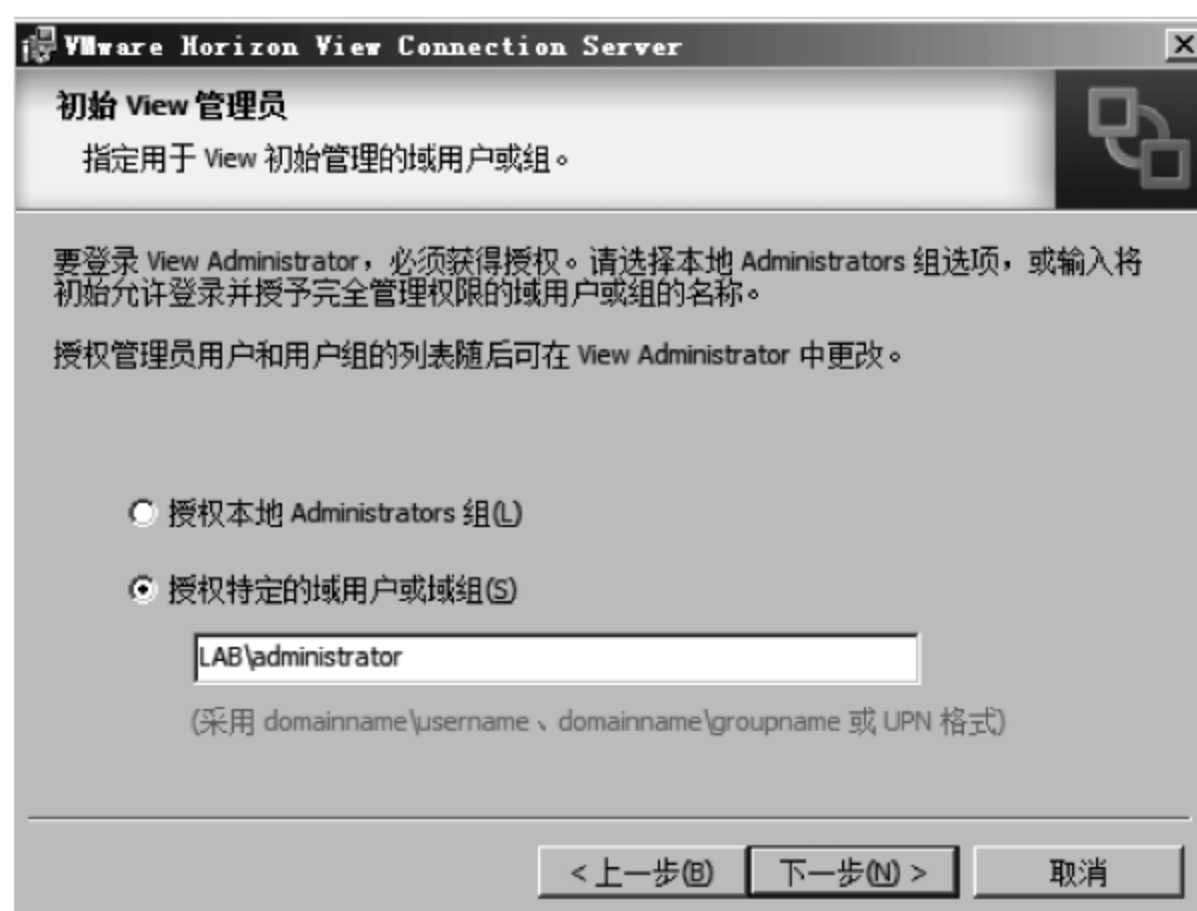 VMware Horizon View Connection Server
初始 View 管理员
指定用于 View 初始管理的域用户或组。
要登录 View Administrator，必须获得授权。请选择本地 Administrators 组选项，或输入将
初始允许登录并授予完全管理权限的域用户或组的名称。
授权管理员用户和用户组的列表随后可在 View Administrator 中更改。
授权本地 Administrators 组(L)
授权特定的域用户或域组(S)
LAB\administrator
(采用 domainname\username、domainname\groupname 或 UPN 格式)
< 上一步(B) 下一步(N) > 取消